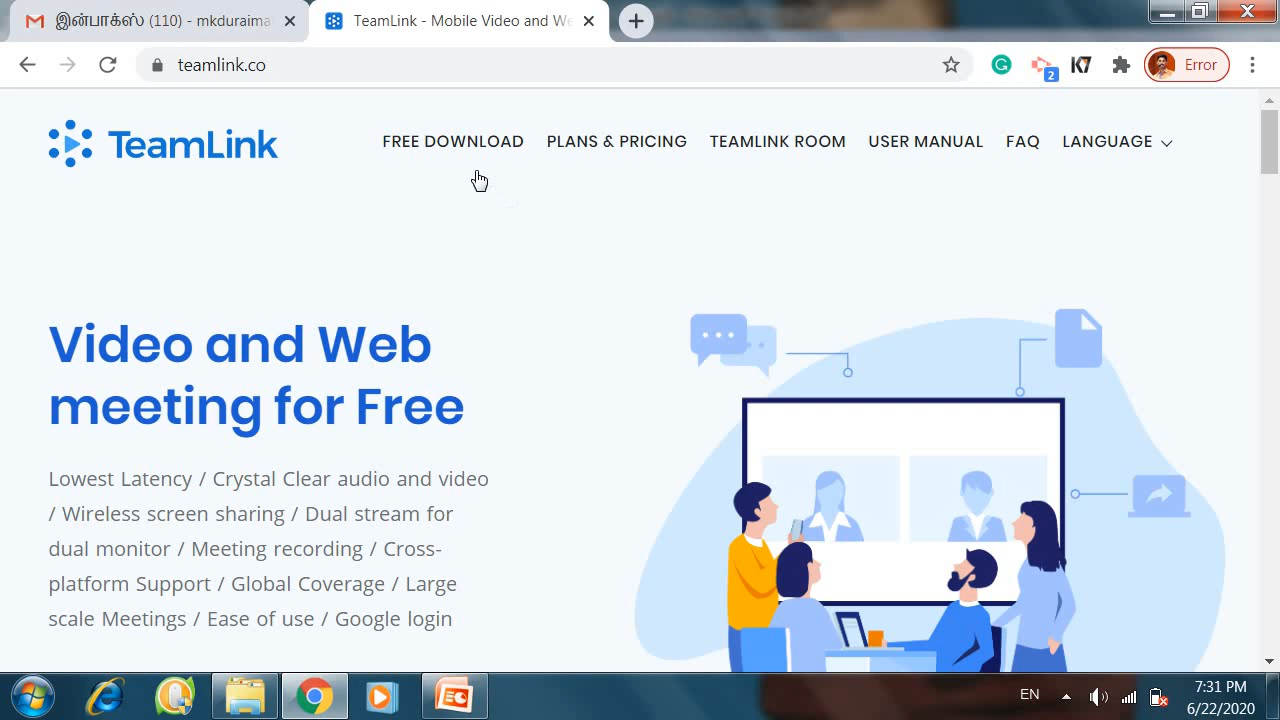 இன்பாக்ஸ் (110) - mkduraima
TeamLink - Mobile Video and We
teamlink.co
2
K7
Error
TeamLink
FREE DOWNLOAD
PLANS & PRICING
TEAMLINK ROOM
USER MANUAL
FAQ
LANGUAGE
Video and Web
meeting for Free
Lowest Latency / Crystal Clear audio and video
/ Wireless screen sharing / Dual stream for
dual monitor / Meeting recording / Cross-
platform Support / Global Coverage / Large
scale Meetings / Ease of use / Google login
EN
7:31 PM
6/22/2020